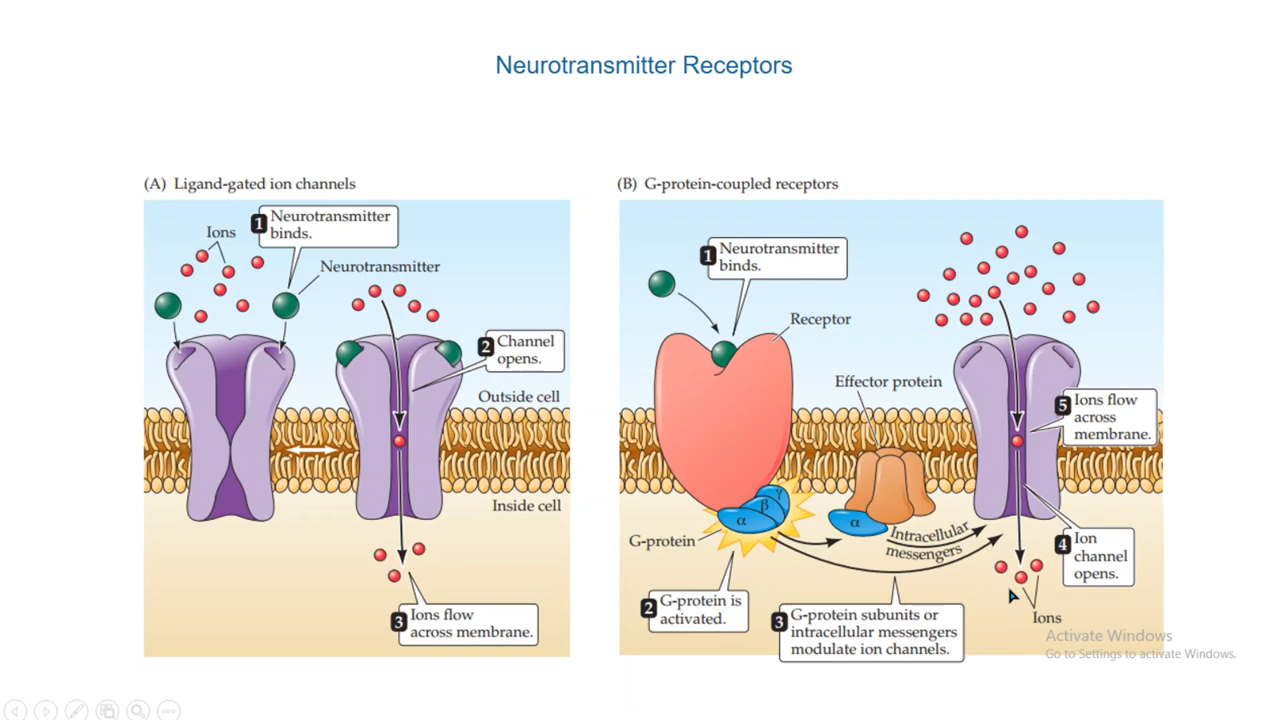 Neurotransmitter Receptors
(A) Ligand-gated ion channels
Ions
1 Neurotransmitter
binds.
Neurotransmitter
2 Channel
opens.
Outside cell
Inside cell
3 Ions flow
across membrane.
(B) G-protein-coupled receptors
1 Neurotransmitter
binds.
Receptor
Effector protein
5 Ions flow
across
membrane.
γ
β
α
α
G-protein
Intracellular
messengers
4 Ion
channel
opens.
2 G-protein is
activated.
3 G-protein subunits or
intracellular messengers
modulate ion channels.
Ions
Activate Windows
Go to Settings to activate Windows.